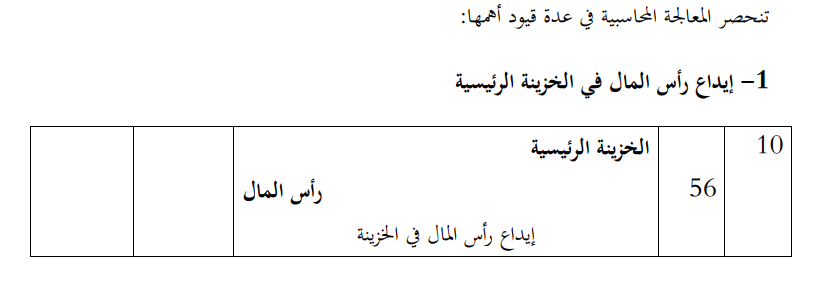 تنحصر المعالجة المحاسبية في عدة قيود أهمها:
1– إيداع رأس المال في الخزينة الرئيسية
10 الخزينة الرئيسية
56 رأس المال
إيداع رأس المال في الخزينة